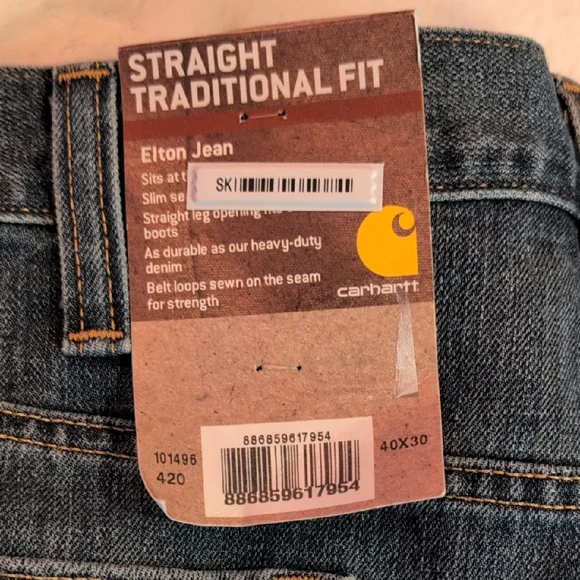 STRAIGHT
TRADITIONAL FIT
Elton Jean
Sits at
SK
Slim
Straight leg opening
boots
As durable as our heavy-duty
denim
Belt loops sewn on the seam
for strength
carhartt
886859617954
101496
420
40X30
886859617954